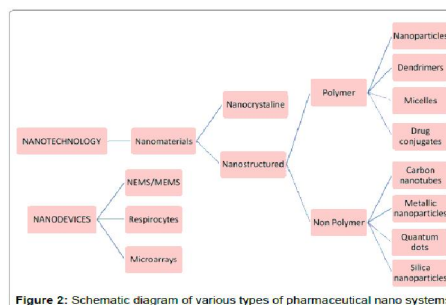 Nanoparticles
Dendrimers
Polymer
Nanocrystaline
Micelles
Drug
conjugates
NANOTECHNOLOGY
Nanomaterials
Nanostructured
Carbon
nanotubes
NEMS/MEMS
Metallic
nanoparticles
NANODEVICES
Respirocytes
Non Polymer
Quantum
dots
Microarrays
Silica
nanoparticles
Figure 2: Schematic diagram of various types of pharmaceutical nano systems